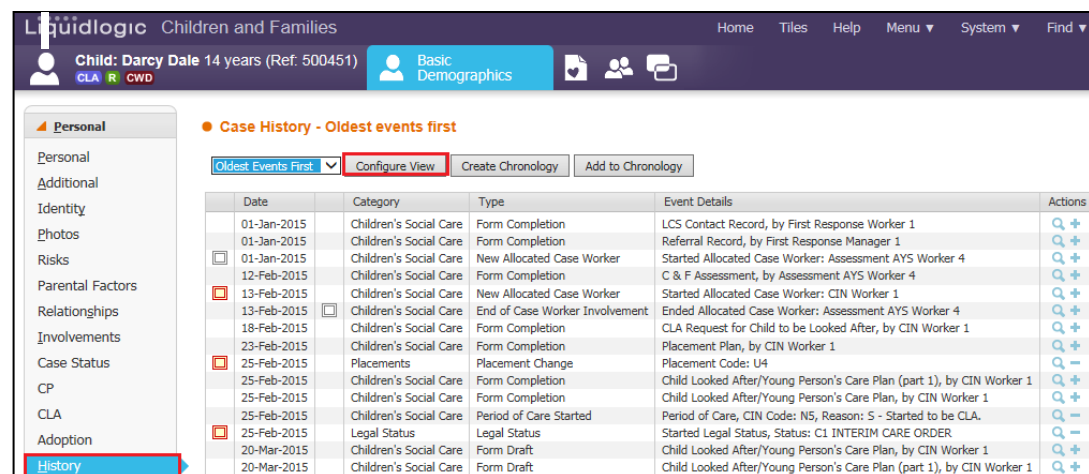 Liquidlogic Children and Families Home Tiles Help Menu ▼ System ▼ Find ▼
Child: Darcy Dale 14 years (Ref: 500451)
CLA R CWD
Basic
Demographics
Personal
Personal
Additional
Identity
Photos
Risks
Parental Factors
Relationships
Involvements
Case Status
CP
CLA
Adoption
History
Case History - Oldest events first
Oldest Events First Configure View Create Chronology Add to Chronology
Date Category Type Event Details Actions
01-Jan-2015 Children's Social Care Form Completion LCS Contact Record, by First Response Worker 1
01-Jan-2015 Children's Social Care Form Completion Referral Record, by First Response Manager 1
01-Jan-2015 Children's Social Care New Allocated Case Worker Started Allocated Case Worker: Assessment AYS Worker 4
12-Feb-2015 Children's Social Care Form Completion C & F Assessment, by Assessment AYS Worker 4
13-Feb-2015 Children's Social Care New Allocated Case Worker Started Allocated Case Worker: CIN Worker 1
13-Feb-2015 Children's Social Care End of Case Worker Involvement Ended Allocated Case Worker: Assessment AYS Worker 4
18-Feb-2015 Children's Social Care Form Completion CLA Request for Child to be Looked After, by CIN Worker 1
23-Feb-2015 Children's Social Care Form Completion Placement Plan, by CIN Worker 1
25-Feb-2015 Placements Placement Change Placement Code: U4
25-Feb-2015 Children's Social Care Form Completion Child Looked After/Young Person's Care Plan (part 1), by CIN Worker 1
25-Feb-2015 Children's Social Care Form Completion Child Looked After/Young Person's Care Plan, by CIN Worker 1
25-Feb-2015 Children's Social Care Period of Care Started Period of Care, CIN Code: N5, Reason: S - Started to be CLA.
25-Feb-2015 Legal Status Legal Status Started Legal Status, Status: C1 INTERIM CARE ORDER
20-Mar-2015 Children's Social Care Form Draft Child Looked After/Young Person's Care Plan, by CIN Worker 1
20-Mar-2015 Children's Social Care Form Draft Child Looked After/Young Person's Care Plan (part 1), by CIN Worker 1